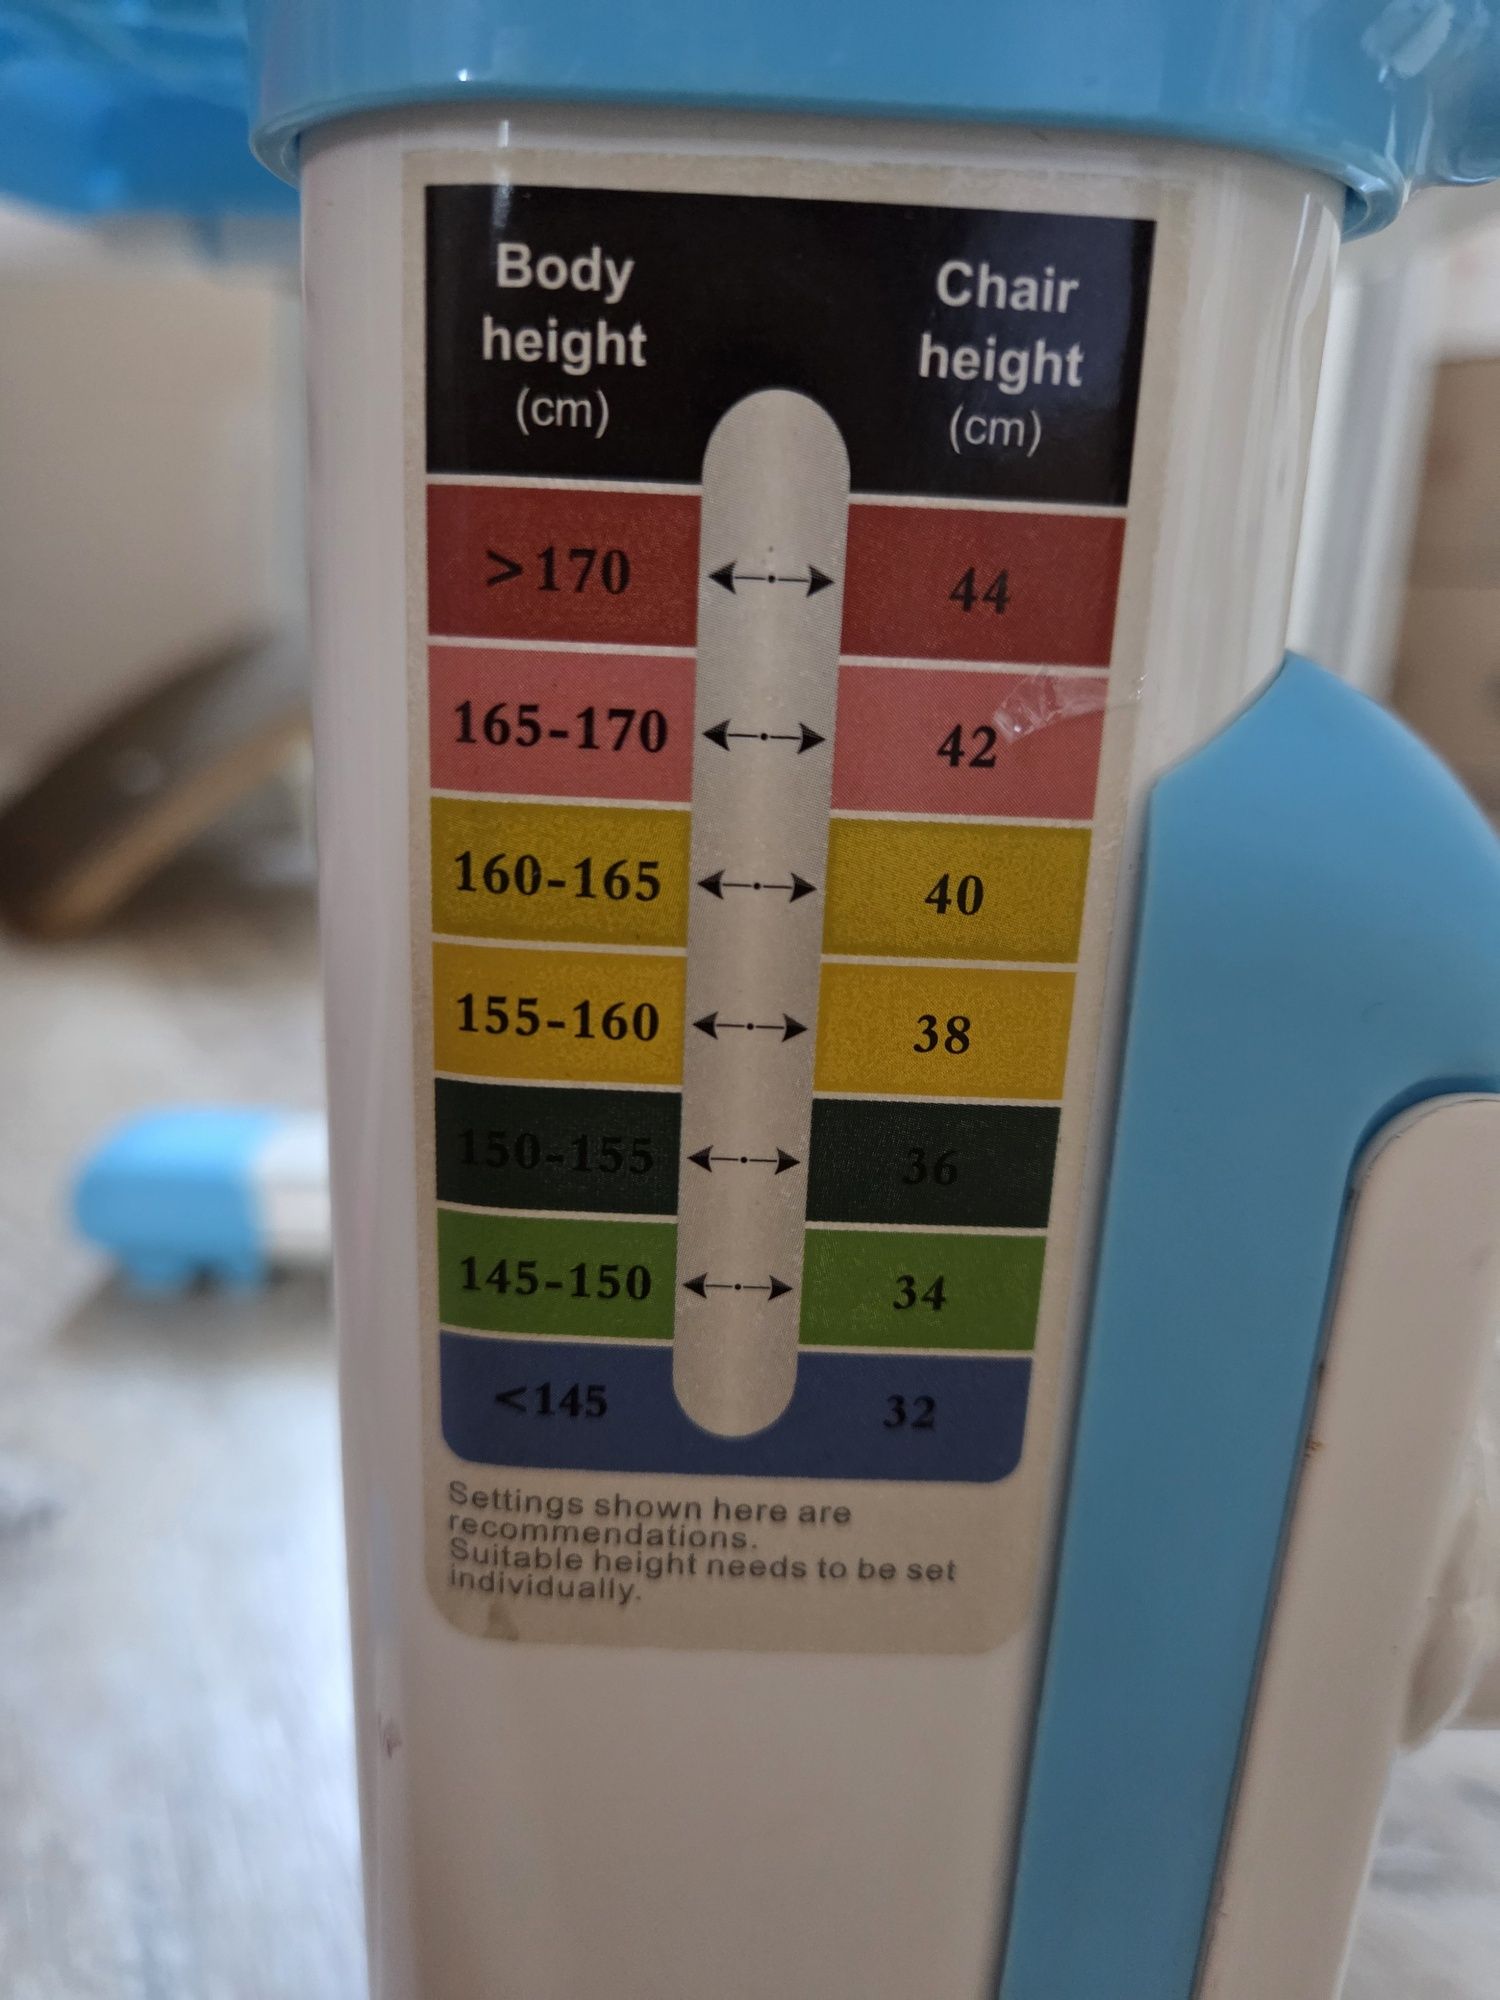 Body height (cm)
Chair height (cm)
>170 44
165-170 42
160-165 40
155-160 38
150-155 36
145-150 34
<145 32
Settings shown here are
recommendations.
Suitable height needs to be set
individually.